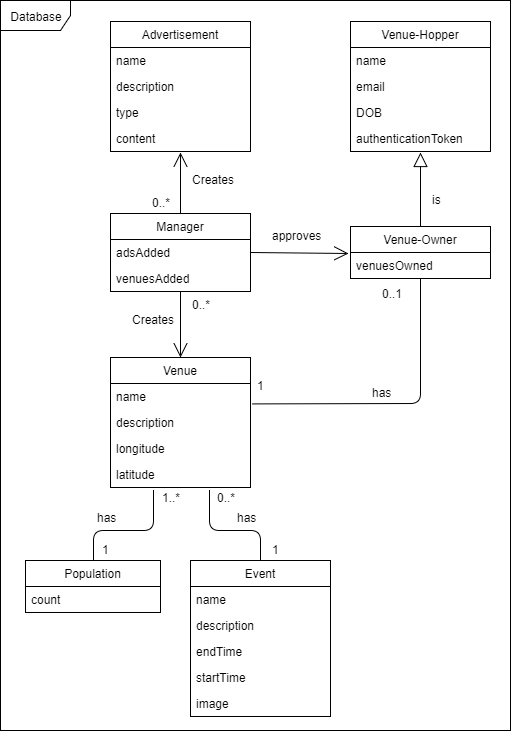 Database
Advertisement
name
description
type
content
Venue-Hopper
name
email
DOB
authenticationToken
Creates
0..*
is
Manager
adsAdded
venuesAdded
approves
Venue-Owner
venuesOwned
0..*
0..1
Creates
Venue
name
description
longitude
latitude
1
has
1..*
0..*
has
has
1
1
Population
count
Event
name
description
endTime
startTime
image